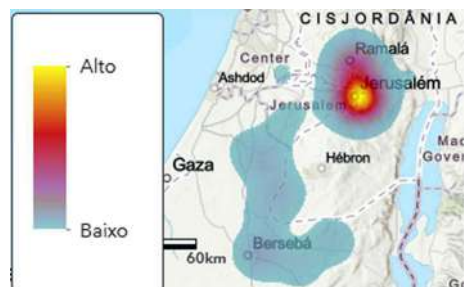 Alto
Baixo
CISJORDÂNIA
Center
Ramalá
Ashdod
Jerusalém
Jerusalem
Gaza
Hébron
Bersebá
60km